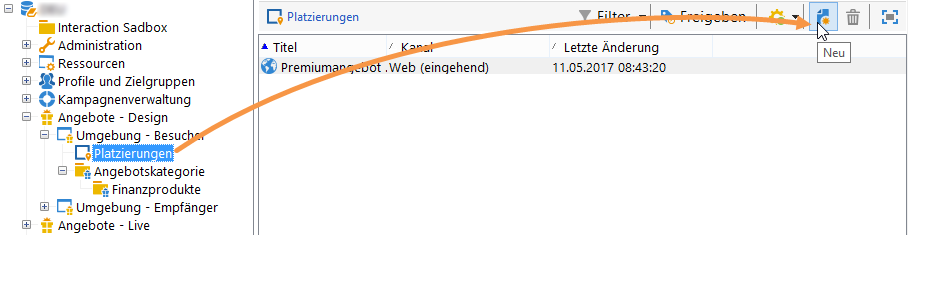 Interaction Sadbox
Administration
Ressourcen
Profile und Zielgruppen
Kampagnenverwaltung
Angebote - Design
Umgebung - Besucher
Platzierungen
Angebotskategorie
Finanzprodukte
Umgebung - Empfänger
Angebote - Live
Platzierungen
Filter
Freigeben
Neu
Titel / Kanal / Letzte Änderung
Premiumangebot . Web (eingehend) 11.05.2017 08:43:20